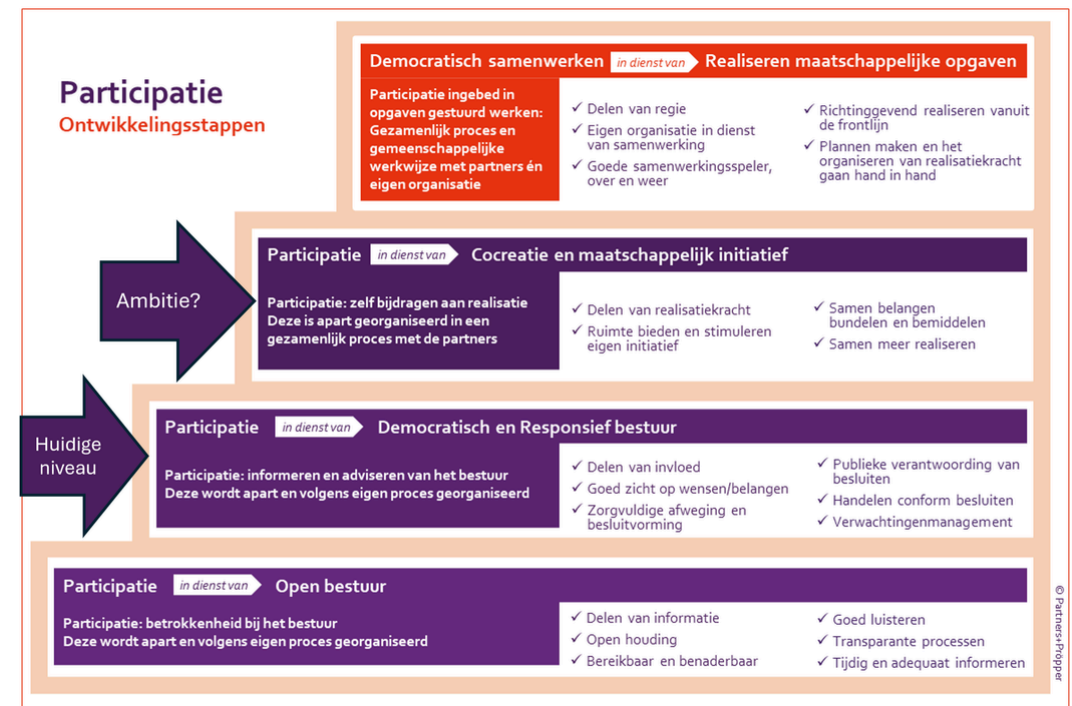 Participatie
Ontwikkelingsstappen
Democratisch samenwerken in dienst van Realiseren maatschappelijke opgaven
Participatie ingebed in
opgaven gestuurd werken:
Gezamenlijk proces en
gemeenschappelijke
werkwijze met partners én
eigen organisatie
✓ Delen van regie
✓ Eigen organisatie in dienst
van samenwerking
✓ Goede samenwerkingsspeler,
over en weer
✓ Richtinggevend realiseren vanuit
de frontlijn
✓ Plannen maken en het
organiseren van realisatiekracht
gaan hand in hand
Ambitie?
Participatie in dienst van Cocreatie en maatschappelijk initiatief
Participatie: zelf bijdragen aan realisatie
Deze is apart georganiseerd in een
gezamenlijk proces met de partners
✓ Delen van realisatiekracht
✓ Ruimte bieden en stimuleren
eigen initiatief
✓ Samen belangen
bundelen en bemiddelen
✓ Samen meer realiseren
Huidige
niveau
Participatie in dienst van Democratisch en Responsief bestuur
Participatie: informeren en adviseren van het bestuur
Deze wordt apart en volgens eigen proces georganiseerd
✓ Delen van invloed
✓ Goed zicht op wensen/belangen
✓ Zorgvuldige afweging en
besluitvorming
✓ Publieke verantwoording van
besluiten
✓ Handelen conform besluiten
✓ Verwachtingenmanagement
Participatie in dienst van Open bestuur
Participatie: betrokkenheid bij het bestuur
Deze wordt apart en volgens eigen proces georganiseerd
✓ Delen van informatie
✓ Open houding
✓ Bereikbaar en benaderbaar
✓ Goed luisteren
✓ Transparante processen
✓ Tijdig en adequaat informeren
© Partners+Pröpper